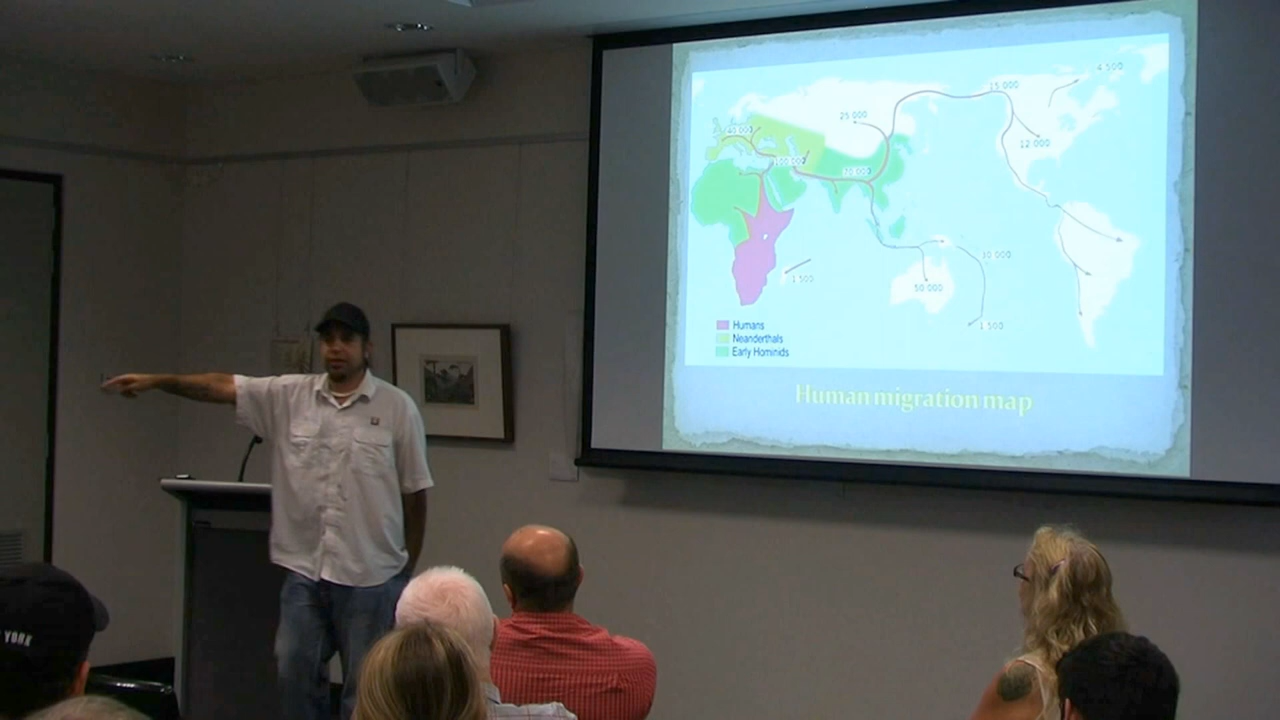 4 500
15 000
25 000
40 000
12 000
100 000
70 000
30 000
1 500
50 000
1 500
Humans
Neanderthals
Early Hominids
Human migration map
YORK